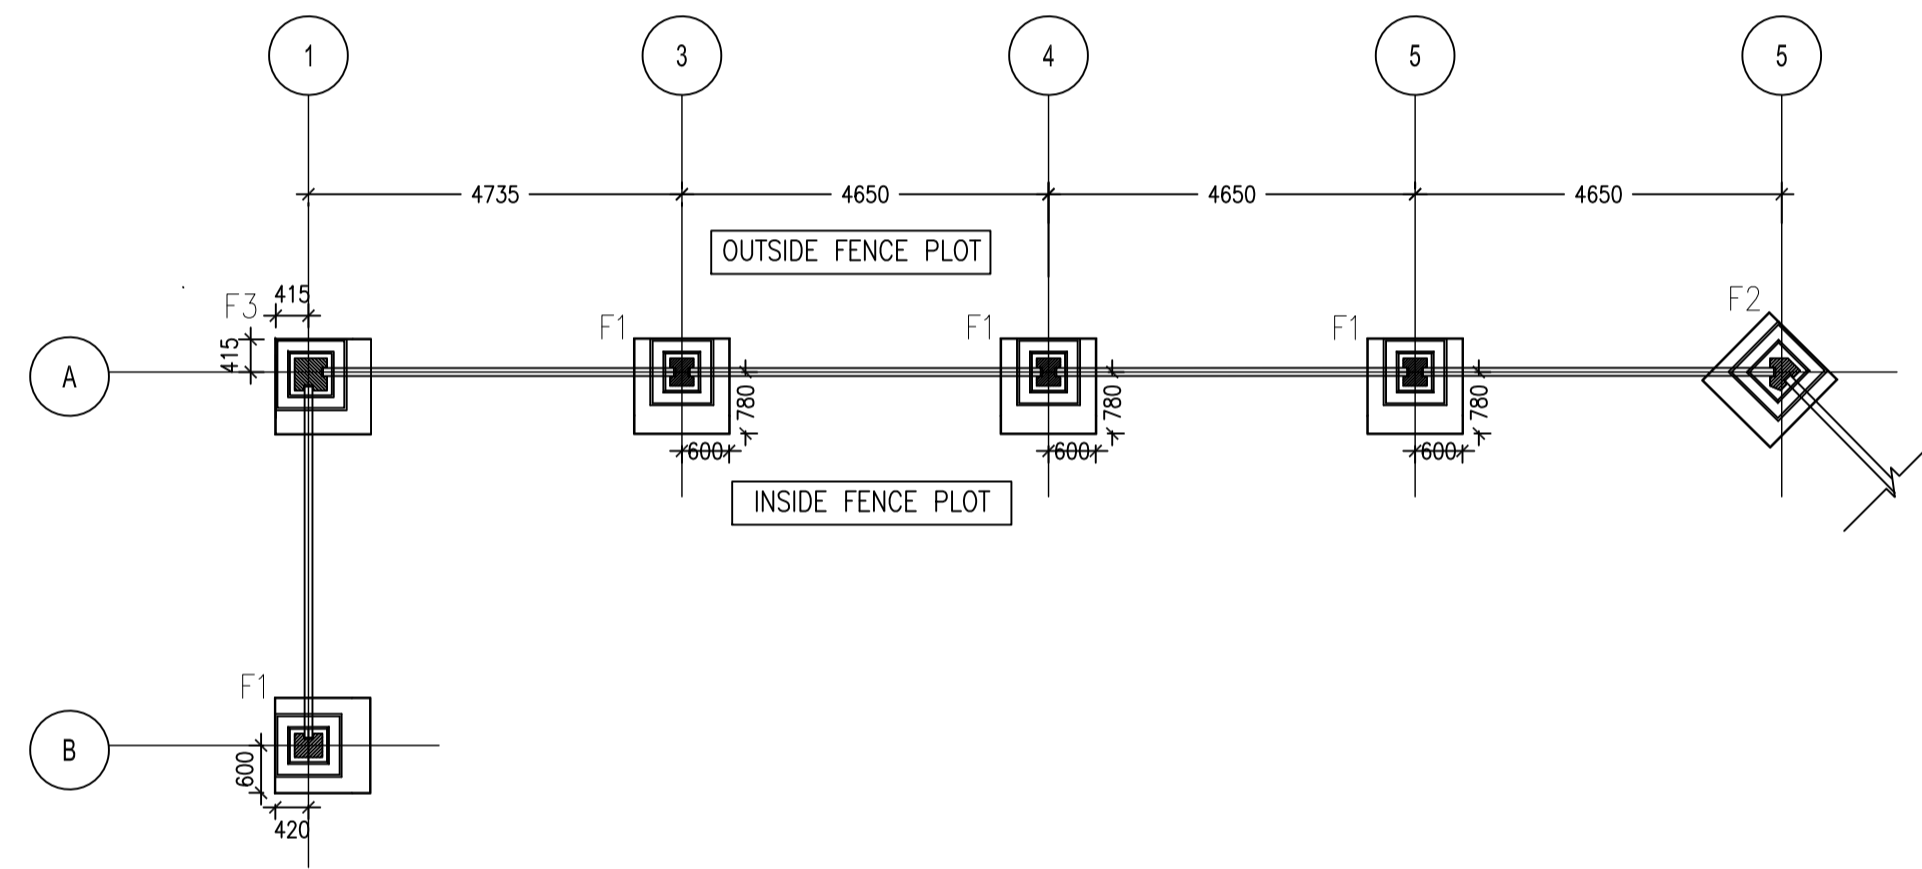 1 3 4 5 5
4735 4650 4650 4650
OUTSIDE FENCE PLOT
F3 415 F1 F1 F1 F2
415
A
780 780 780
600 600 600
INSIDE FENCE PLOT
F1
B
600
420